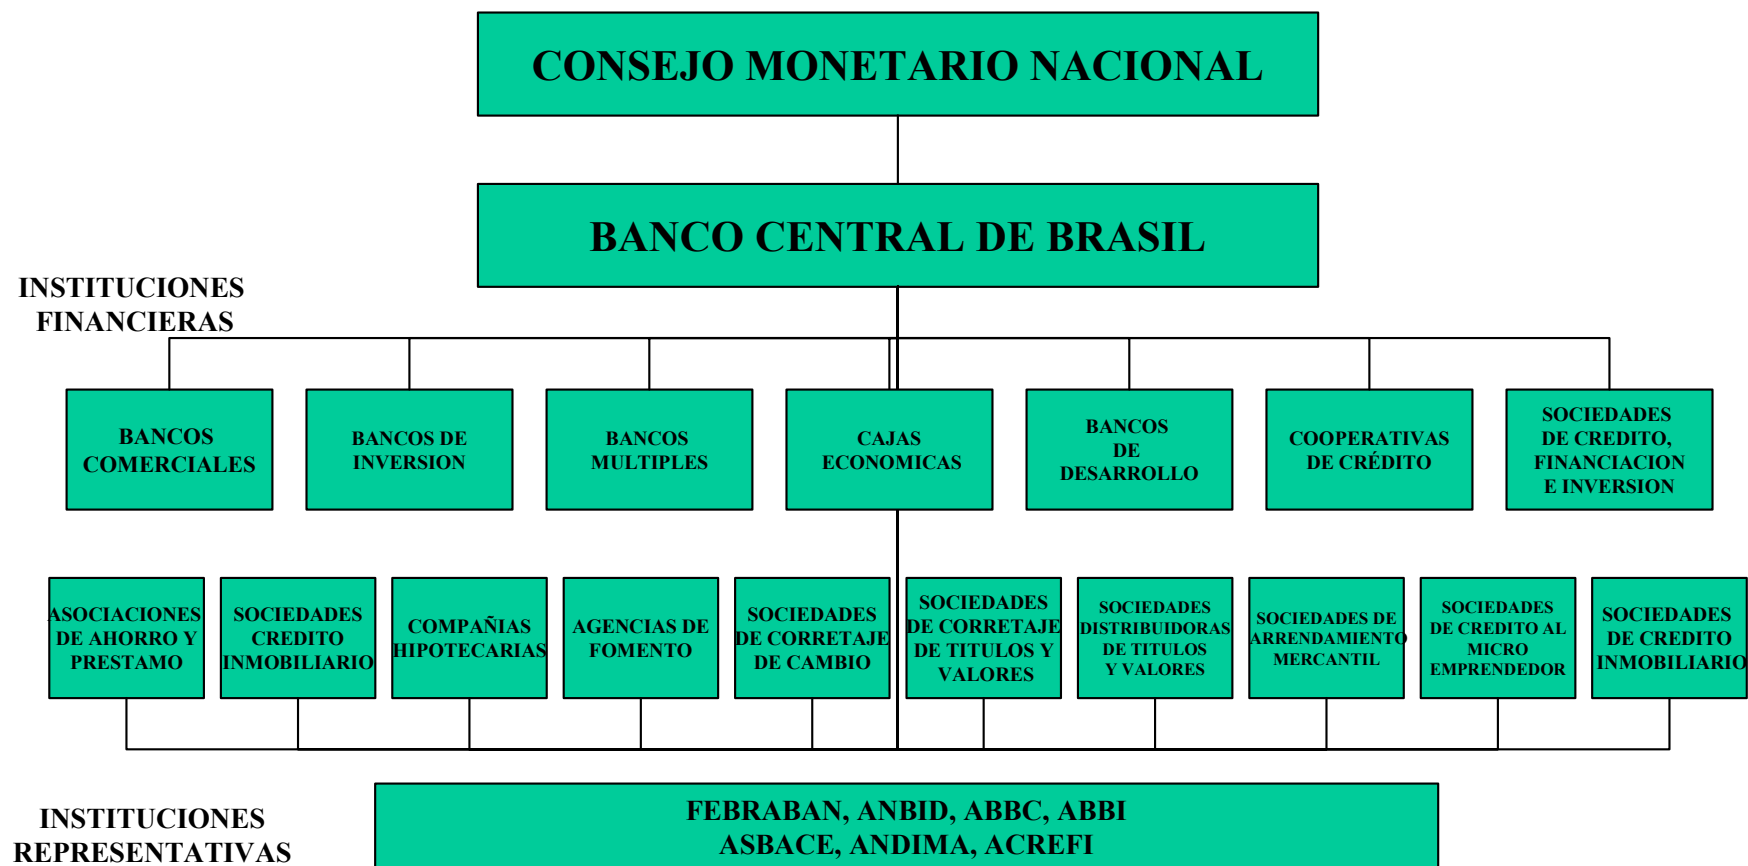 CONSEJO MONETARIO NACIONAL
BANCO CENTRAL DE BRASIL
INSTITUCIONES
FINANCIERAS
BANCOS
COMERCIALES
BANCOS DE
INVERSION
BANCOS
MULTIPLES
CAJAS
ECONOMICAS
BANCOS
DE
DESARROLLO
COOPERATIVAS
DE CRÉDITO
SOCIEDADES
DE CREDITO,
FINANCIACION
E INVERSION
ASOCIACIONES
DE AHORRO Y
PRESTAMO
SOCIEDADES
CREDITO
INMOBILIARIO
COMPAÑIAS
HIPOTECARIAS
AGENCIAS DE
FOMENTO
SOCIEDADES
DE CORRETAJE
DE CAMBIO
SOCIEDADES
DE CORRETAJE
DE TITULOS Y
VALORES
SOCIEDADES
DISTRIBUIDORAS
DE TITULOS
Y VALORES
SOCIEDADES DE
ARRENDAMIENTO
MERCANTIL
SOCIEDADES
DE CREDITO AL
MICRO
EMPRENDEDOR
SOCIEDADES
DE CREDITO
INMOBILIARIO
INSTITUCIONES
REPRESENTATIVAS
FEBRABAN, ANBID, ABBC, ABBI
ASBACE, ANDIMA, ACREFI